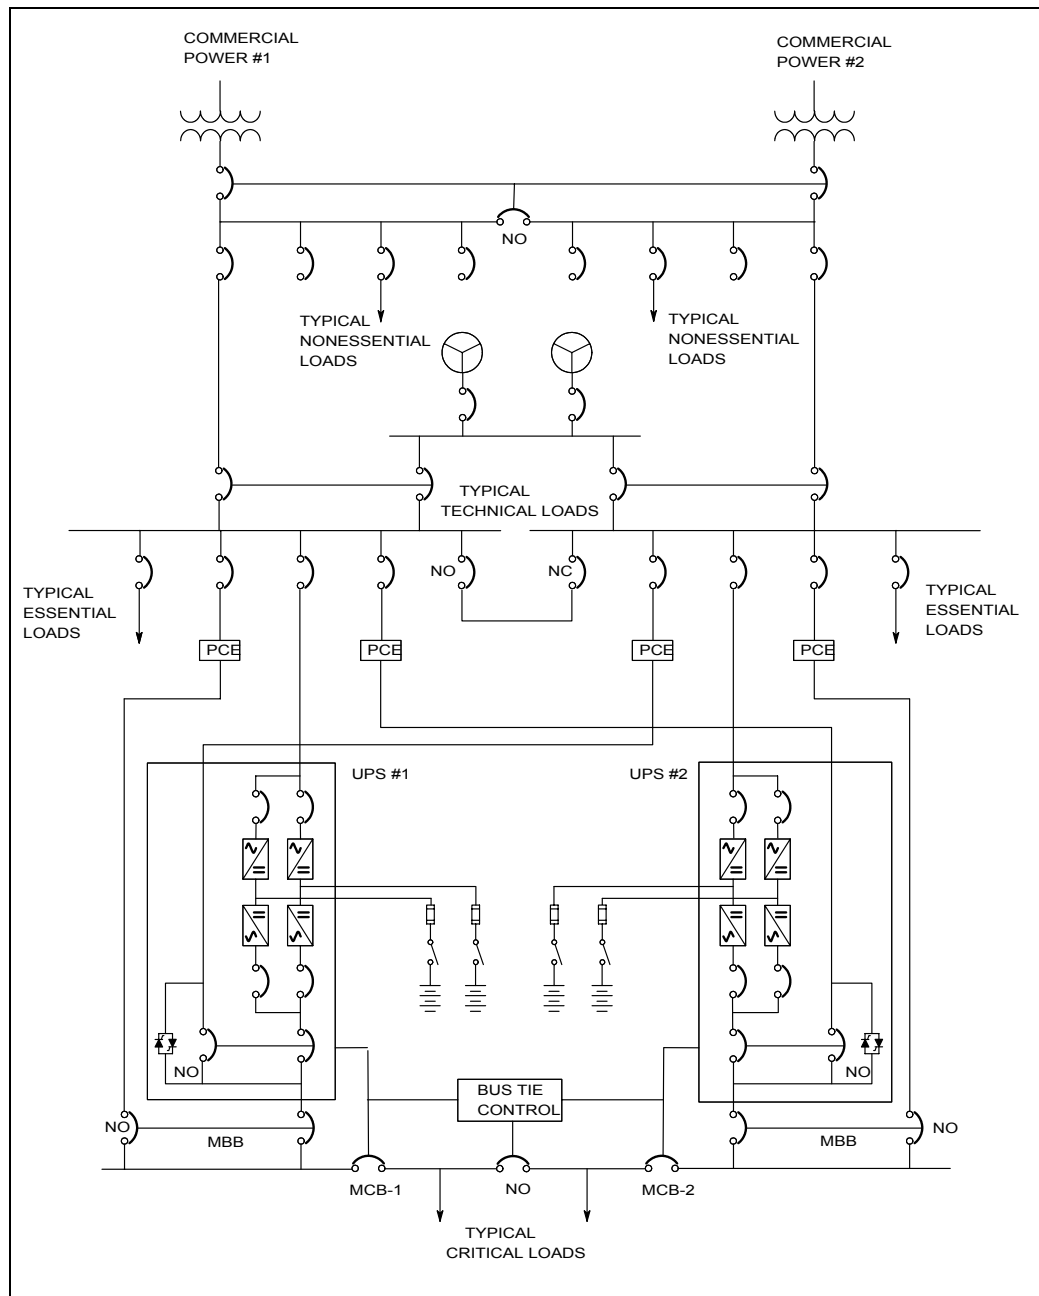 COMMERCIAL
POWER #1
COMMERCIAL
POWER #2
NO
TYPICAL
NONESSENTIAL
LOADS
TYPICAL
NONESSENTIAL
LOADS
TYPICAL
TECHNICAL LOADS
NO
NC
TYPICAL
ESSENTIAL
LOADS
TYPICAL
ESSENTIAL
LOADS
PCE
PCE
PCE
PCE
UPS #1
UPS #2
NO
NO
BUS TIE
CONTROL
NO
MBB
MBB
NO
MCB-1
NO
MCB-2
TYPICAL
CRITICAL LOADS